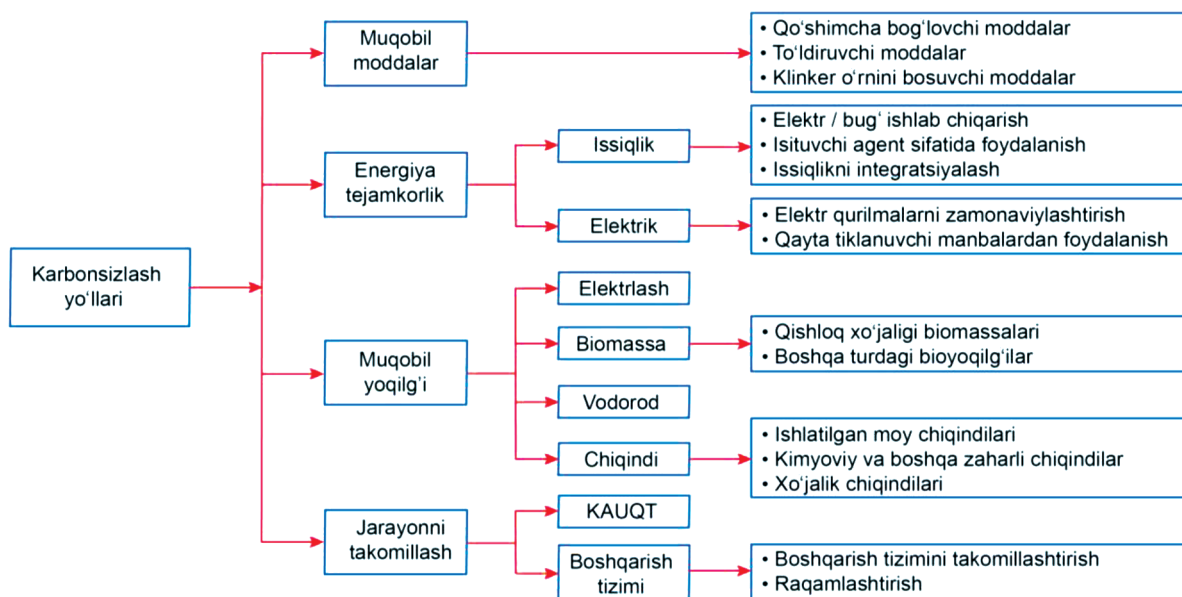 Karbonsizlash
yo‘llari
Muqobil
moddalar
• Qo‘shimcha bog‘lovchi moddalar
• To‘ldiruvchi moddalar
• Klinker o‘rnini bosuvchi moddalar
Energiya
tejamkorlik
Issiqlik
• Elektr / bug‘ ishlab chiqarish
• Isituvchi agent sifatida foydalanish
• Issiqlikni integratsiyalash
Elektrik
• Elektr qurilmalarni zamonaviylashtirish
• Qayta tiklanuvchi manbalardan foydalanish
Muqobil
yoqilg’i
Elektrlash
Biomassa
• Qishloq xo‘jaligi biomassalari
• Boshqa turdagi bioyoqilg‘ilar
Vodorod
Chiqindi
• Ishlatilgan moy chiqindilari
• Kimyoviy va boshqa zaharli chiqindilar
• Xo‘jalik chiqindilari
Jarayonni
takomillash
KAUQT
Boshqarish
tizimi
• Boshqarish tizimini takomillashtirish
• Raqamlashtirish